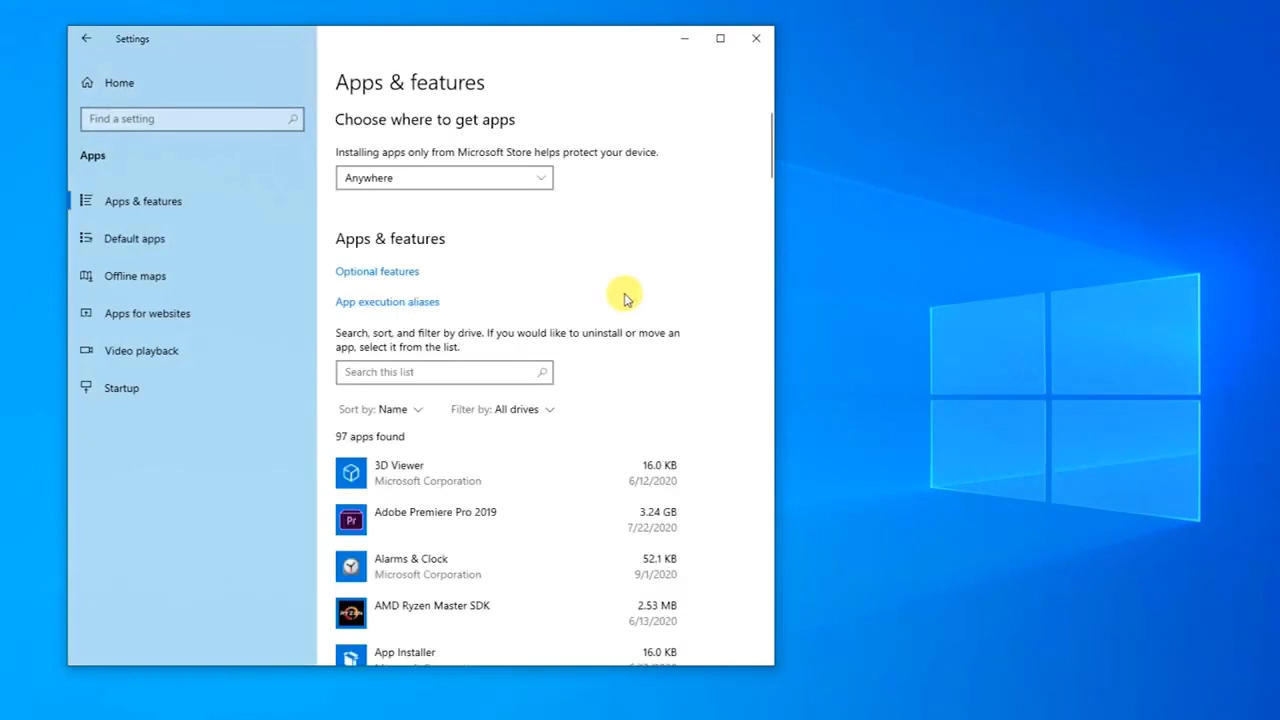 Settings
Home
Find a setting
Apps
Apps & features
Default apps
Offline maps
Apps for websites
Video playback
Startup
Apps & features
Choose where to get apps
Installing apps only from Microsoft Store helps protect your device.
Anywhere
Apps & features
Optional features
App execution aliases
Search, sort, and filter by drive. If you would like to uninstall or move an
app, select it from the list.
Search this list
Sort by: Name Filter by: All drives
97 apps found
3D Viewer 16.0 KB
Microsoft Corporation 6/12/2020
Pr
Adobe Premiere Pro 2019 3.24 GB
7/22/2020
Alarms & Clock 52.1 KB
Microsoft Corporation 9/1/2020
RYZEN
AMD Ryzen Master SDK 2.53 MB
6/13/2020
App Installer 16.0 KB